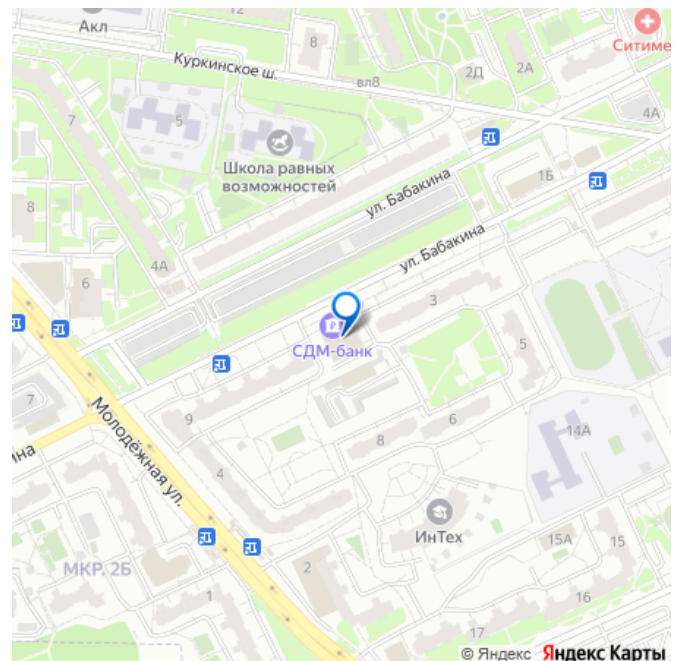 12
Акл
8
Куркинское ш.
вл8
2Д
2А
Ситиме
4А
7
5
Школа равных
возможностей
1Б
ул. Бабакина
8
ул. Бабакина
4А
6
3
СДМ-банк
5
7
9
Молодёжная ул.
6
14А
8
ина
4
ИнТех
15А
15
МКР. 2Б
2
1
16
17
© Яндекс Яндекс Карты